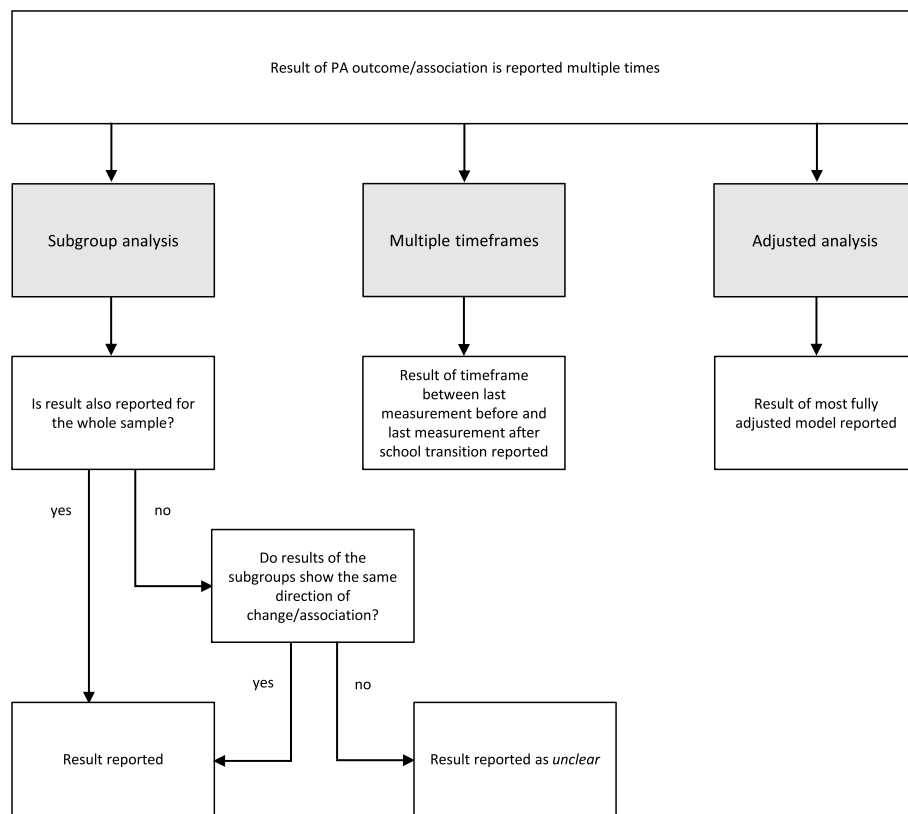 Result of PA outcome/association is reported multiple times
Subgroup analysis
Multiple timeframes
Adjusted analysis
Is result also reported for
the whole sample?
Result of timeframe
between last
measurement before and
last measurement after
school transition reported
Result of most fully
adjusted model reported
yes
no
Do results of the
subgroups show the same
direction of
change/association?
yes
no
Result reported
Result reported as unclear